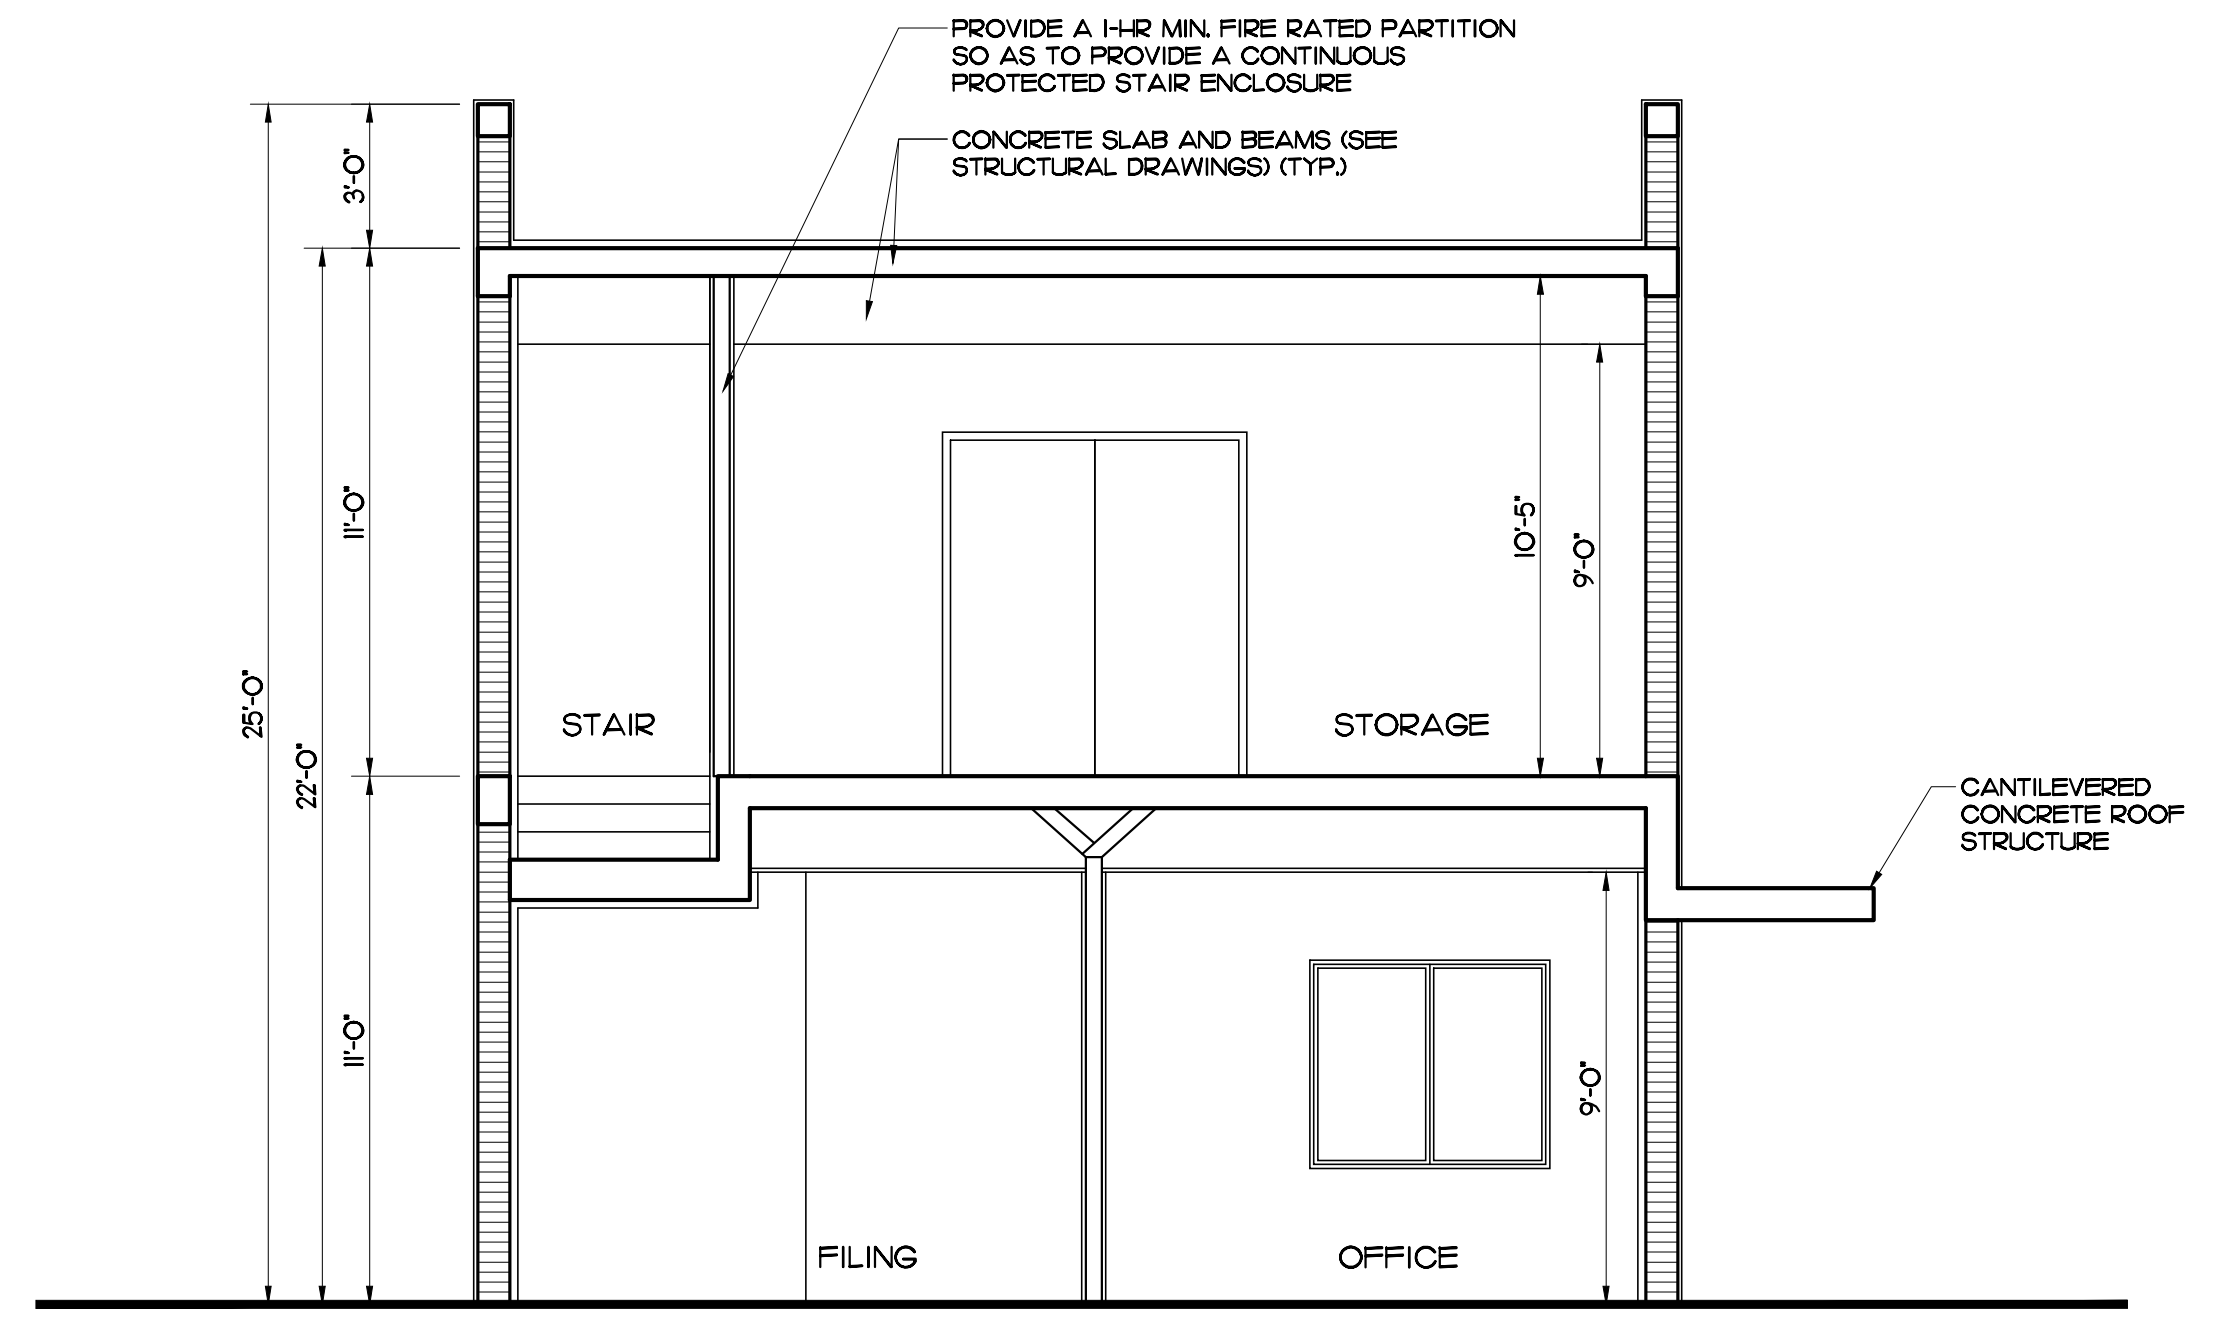 PROVIDE A 1-HR MIN. FIRE RATED PARTITION
SO AS TO PROVIDE A CONTINUOUS
PROTECTED STAIR ENCLOSURE
CONCRETE SLAB AND BEAMS (SEE
STRUCTURAL DRAWINGS) (TYP.)
3'-0"
11'-0"
10'-5"
9'-0"
25'-0"
22'-0"
STAIR
STORAGE
CANTILEVERED
CONCRETE ROOF
STRUCTURE
11'-0"
9'-0"
FILING
OFFICE